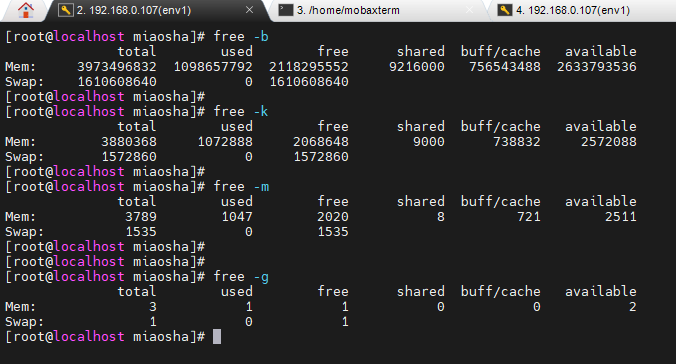 2. 192.168.0.107(env1) 3. /home/mobaxterm 4. 192.168.0.107(env1)
[root@localhost miaosha]# free -b
total used free shared buff/cache available
Mem: 3973496832 1098657792 2118295552 9216000 756543488 2633793536
Swap: 1610608640 0 1610608640
[root@localhost miaosha]#
[root@localhost miaosha]# free -k
total used free shared buff/cache available
Mem: 3880368 1072888 2068648 9000 738832 2572088
Swap: 1572860 0 1572860
[root@localhost miaosha]#
[root@localhost miaosha]# free -m
total used free shared buff/cache available
Mem: 3789 1047 2020 8 721 2511
Swap: 1535 0 1535
[root@localhost miaosha]#
[root@localhost miaosha]#
[root@localhost miaosha]# free -g
total used free shared buff/cache available
Mem: 3 1 1 0 0 2
Swap: 1 0 1
[root@localhost miaosha]#